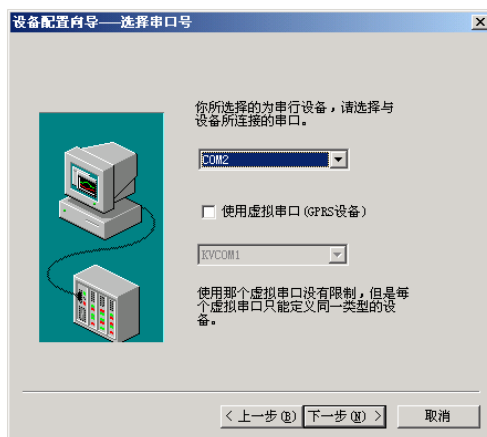 设备配置向导——选择串口号
你所选择的为串行设备，请选择与
设备所连接的串口。
COM2
使用虚拟串口(GPRS设备)
KVCOM1
使用那个虚拟串口没有限制，但是每
个虚拟串口只能定义同一类型的设
备。
< 上一步(B) 下一步(N) > 取消